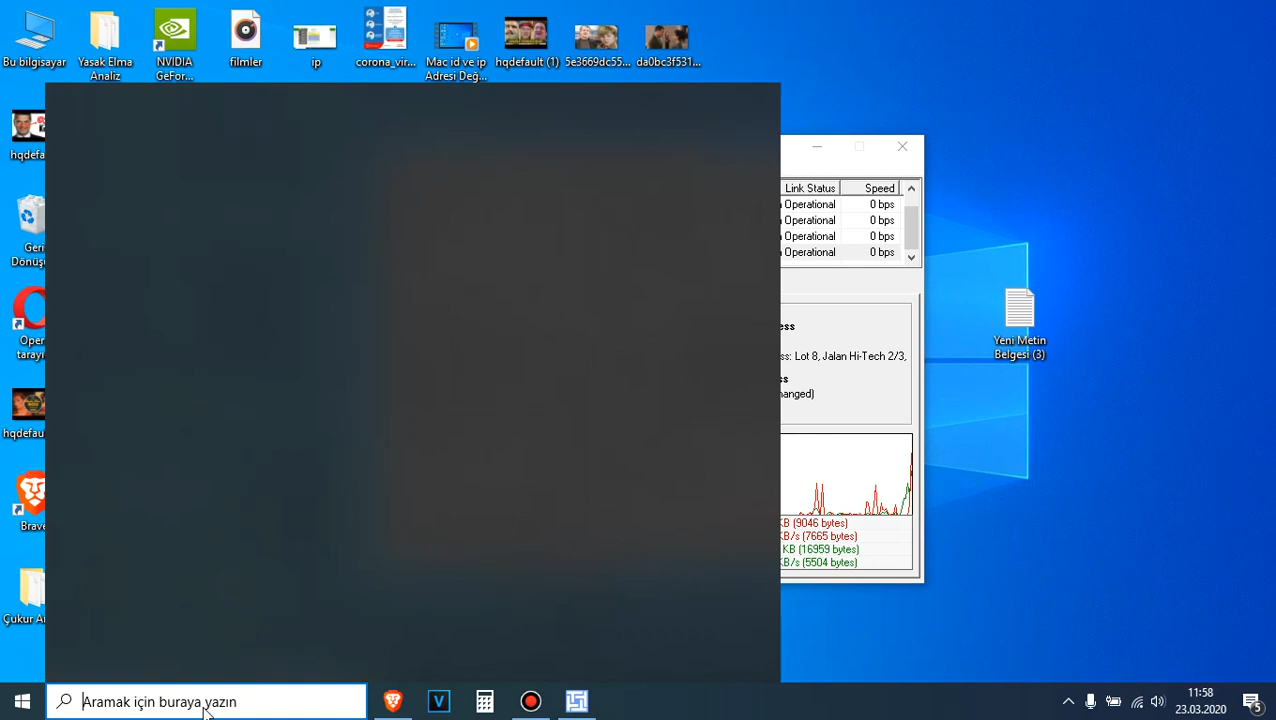 Bu bilgisayar
Yasak Elma
Analiz
NVIDIA
GeFor...
filmler
ip
corona_vir...
Mac id ve ip
Adresi Değ...
hqdefault (1)
5e3669dc55...
da0bc3f531...
hqdefa
Geri
Dönüşü
Oper
tarayı
hqdefau
Brave
Çukur A
Link Status
Speed
Operational
0 bps
Operational
0 bps
Operational
0 bps
Operational
0 bps
ess
ss: Lot 8, Jalan Hi-Tech 2/3,
ss
hanged)
KB (9046 bytes)
KB/s (7665 bytes)
KB (16959 bytes)
KB/s (5504 bytes)
Yeni Metin
Belgesi (3)
Aramak için buraya yazın
V
11:58
23.03.2020
5